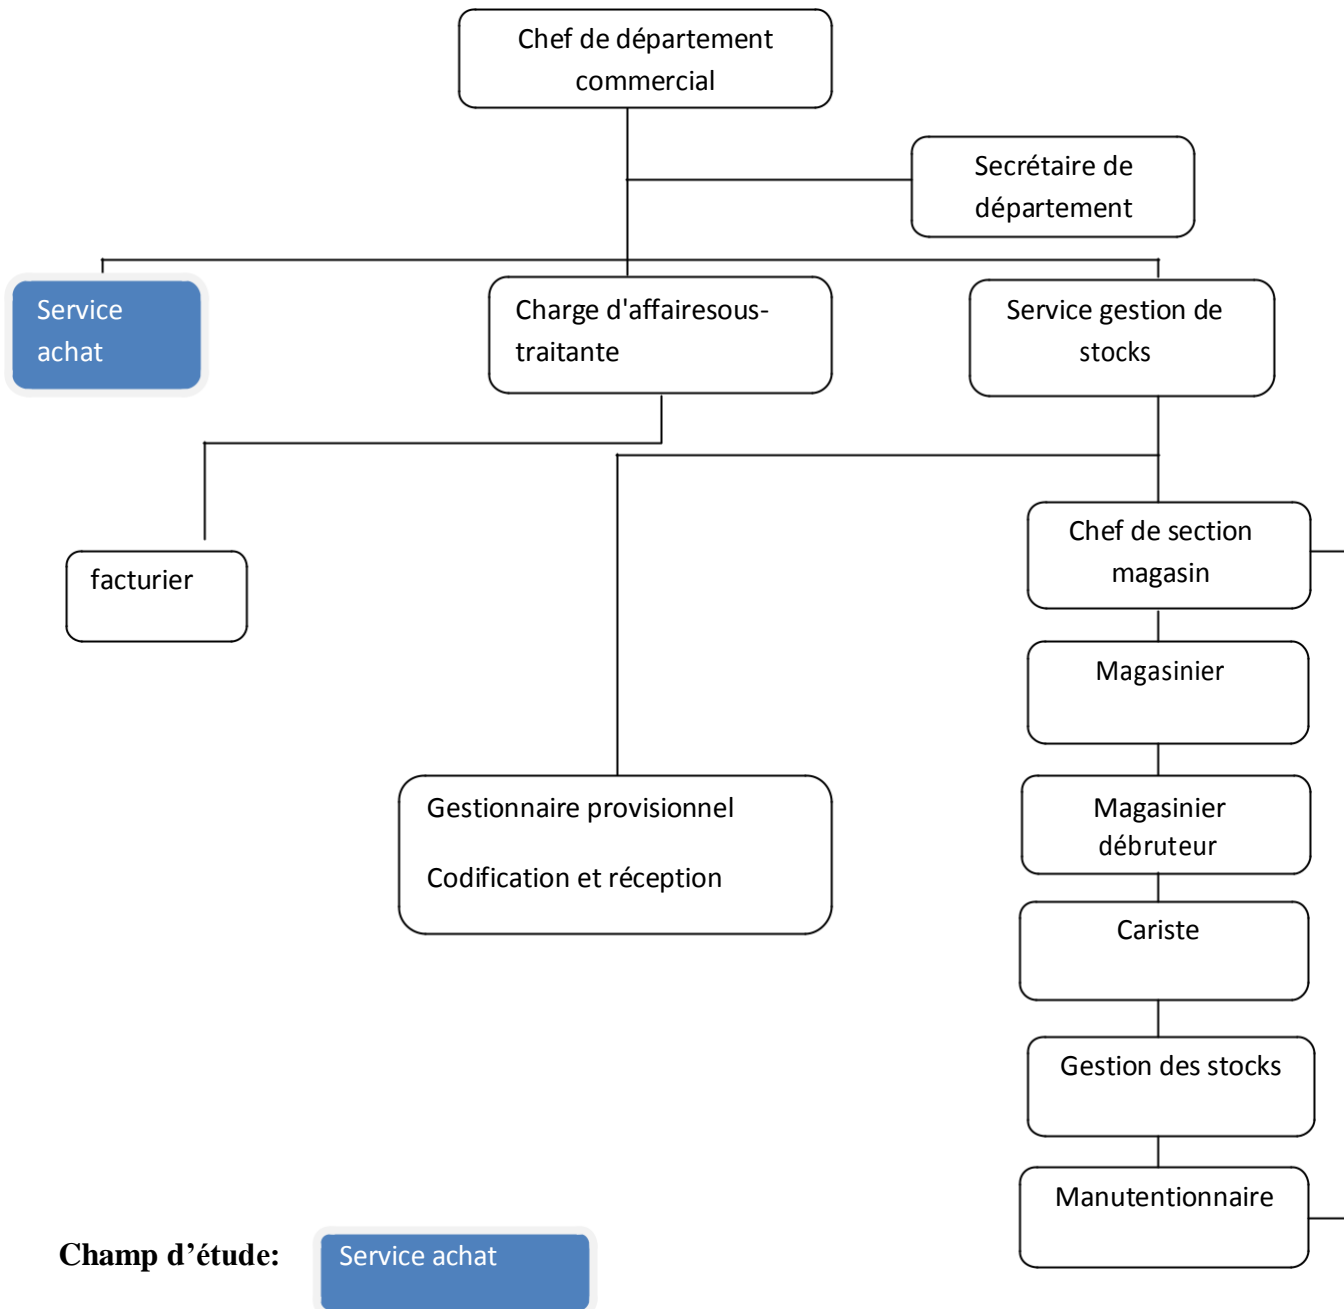 Chef de département
commercial
Secrétaire de
département
Service
achat
Charge d'affairesous-
traitante
Service gestion de
stocks
facturier
Chef de section
magasin
Magasinier
Gestionnaire provisionnel
Codification et réception
Magasinier
débruteur
Cariste
Gestion des stocks
Manutentionnaire
Champ d’étude:
Service achat